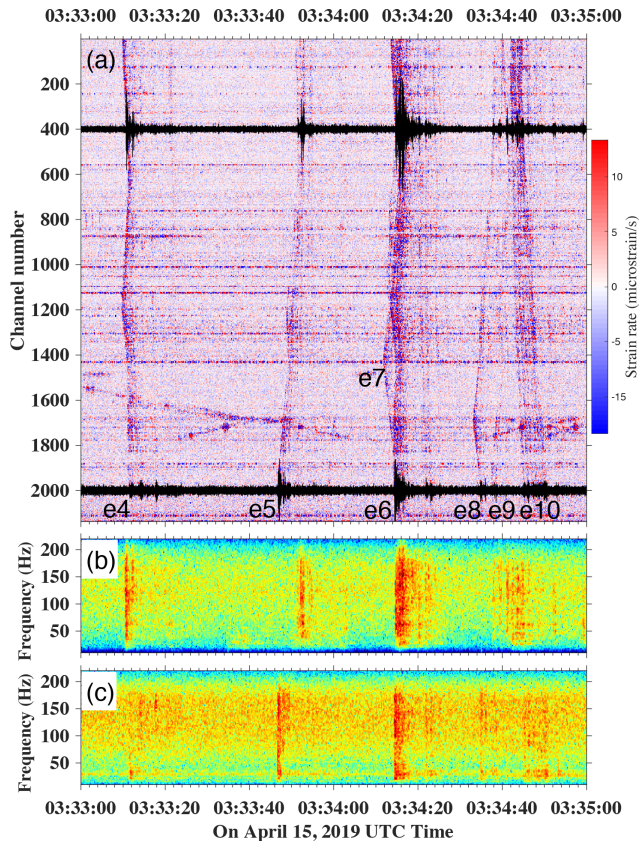 03:33:00 03:33:20 03:33:40 03:34:00 03:34:20 03:34:40 03:35:00
(a)
200
400
600
800
1000
1200
1400
1600
1800
2000
Channel number
e7
e4 e5 e6 e8 e9 e10
10
5
0
-5
-10
-15
Strain rate (microstrain/s)
(b)
200
150
100
50
Frequency (Hz)
(c)
200
150
100
50
Frequency (Hz)
03:33:00 03:33:20 03:33:40 03:34:00 03:34:20 03:34:40 03:35:00
On April 15, 2019 UTC Time